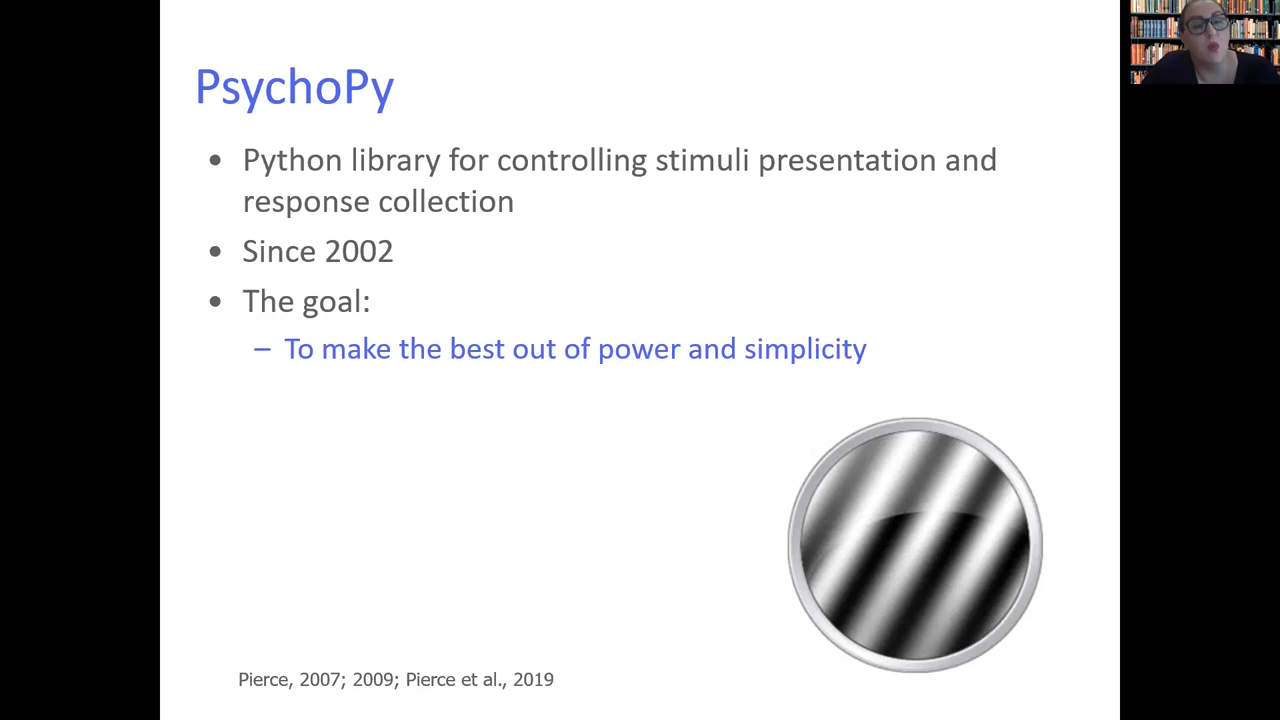 PsychoPy
• Python library for controlling stimuli presentation and
response collection
• Since 2002
• The goal:
– To make the best out of power and simplicity
Pierce, 2007; 2009; Pierce et al., 2019